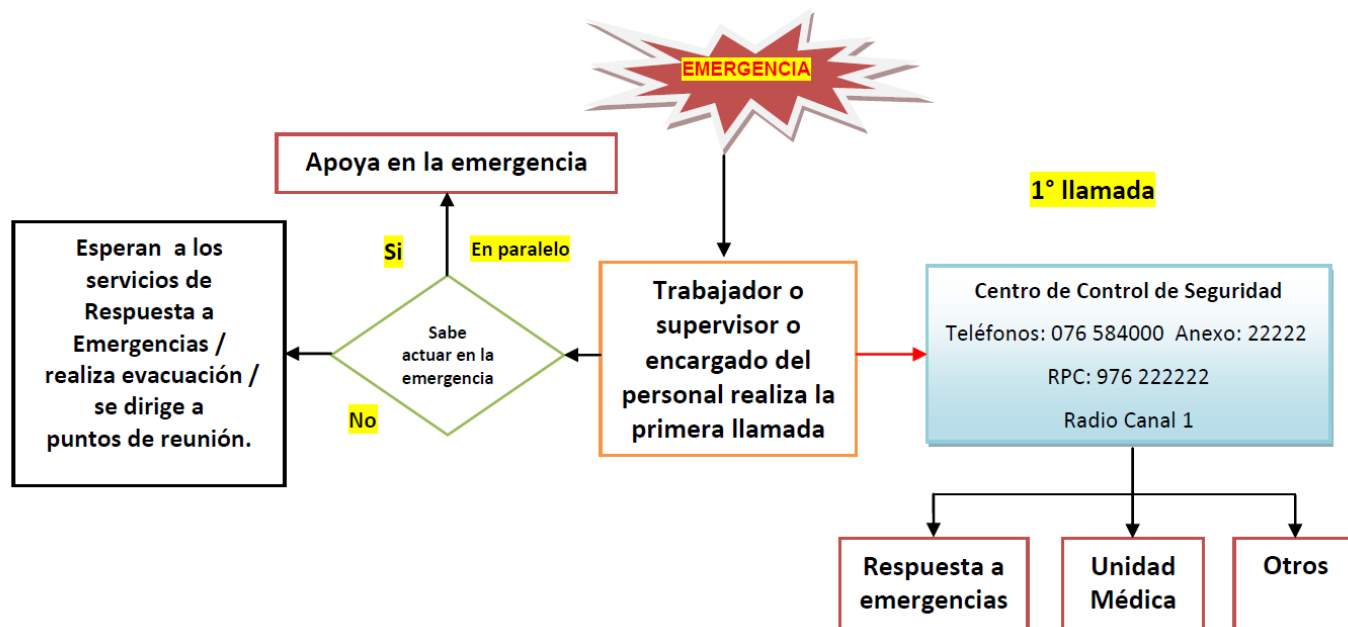 EMERGENCIA
Apoya en la emergencia
1° llamada
Esperan a los
servicios de
Respuesta a
Emergencias /
realiza evacuación /
se dirige a
puntos de reunión.
Si
En paralelo
Sabe
actuar en la
emergencia
No
Trabajador o
supervisor o
encargado del
personal realiza la
primera llamada
Centro de Control de Seguridad
Teléfonos: 076 584000 Anexo: 22222
RPC: 976 222222
Radio Canal 1
Respuesta a
emergencias
Unidad
Médica
Otros